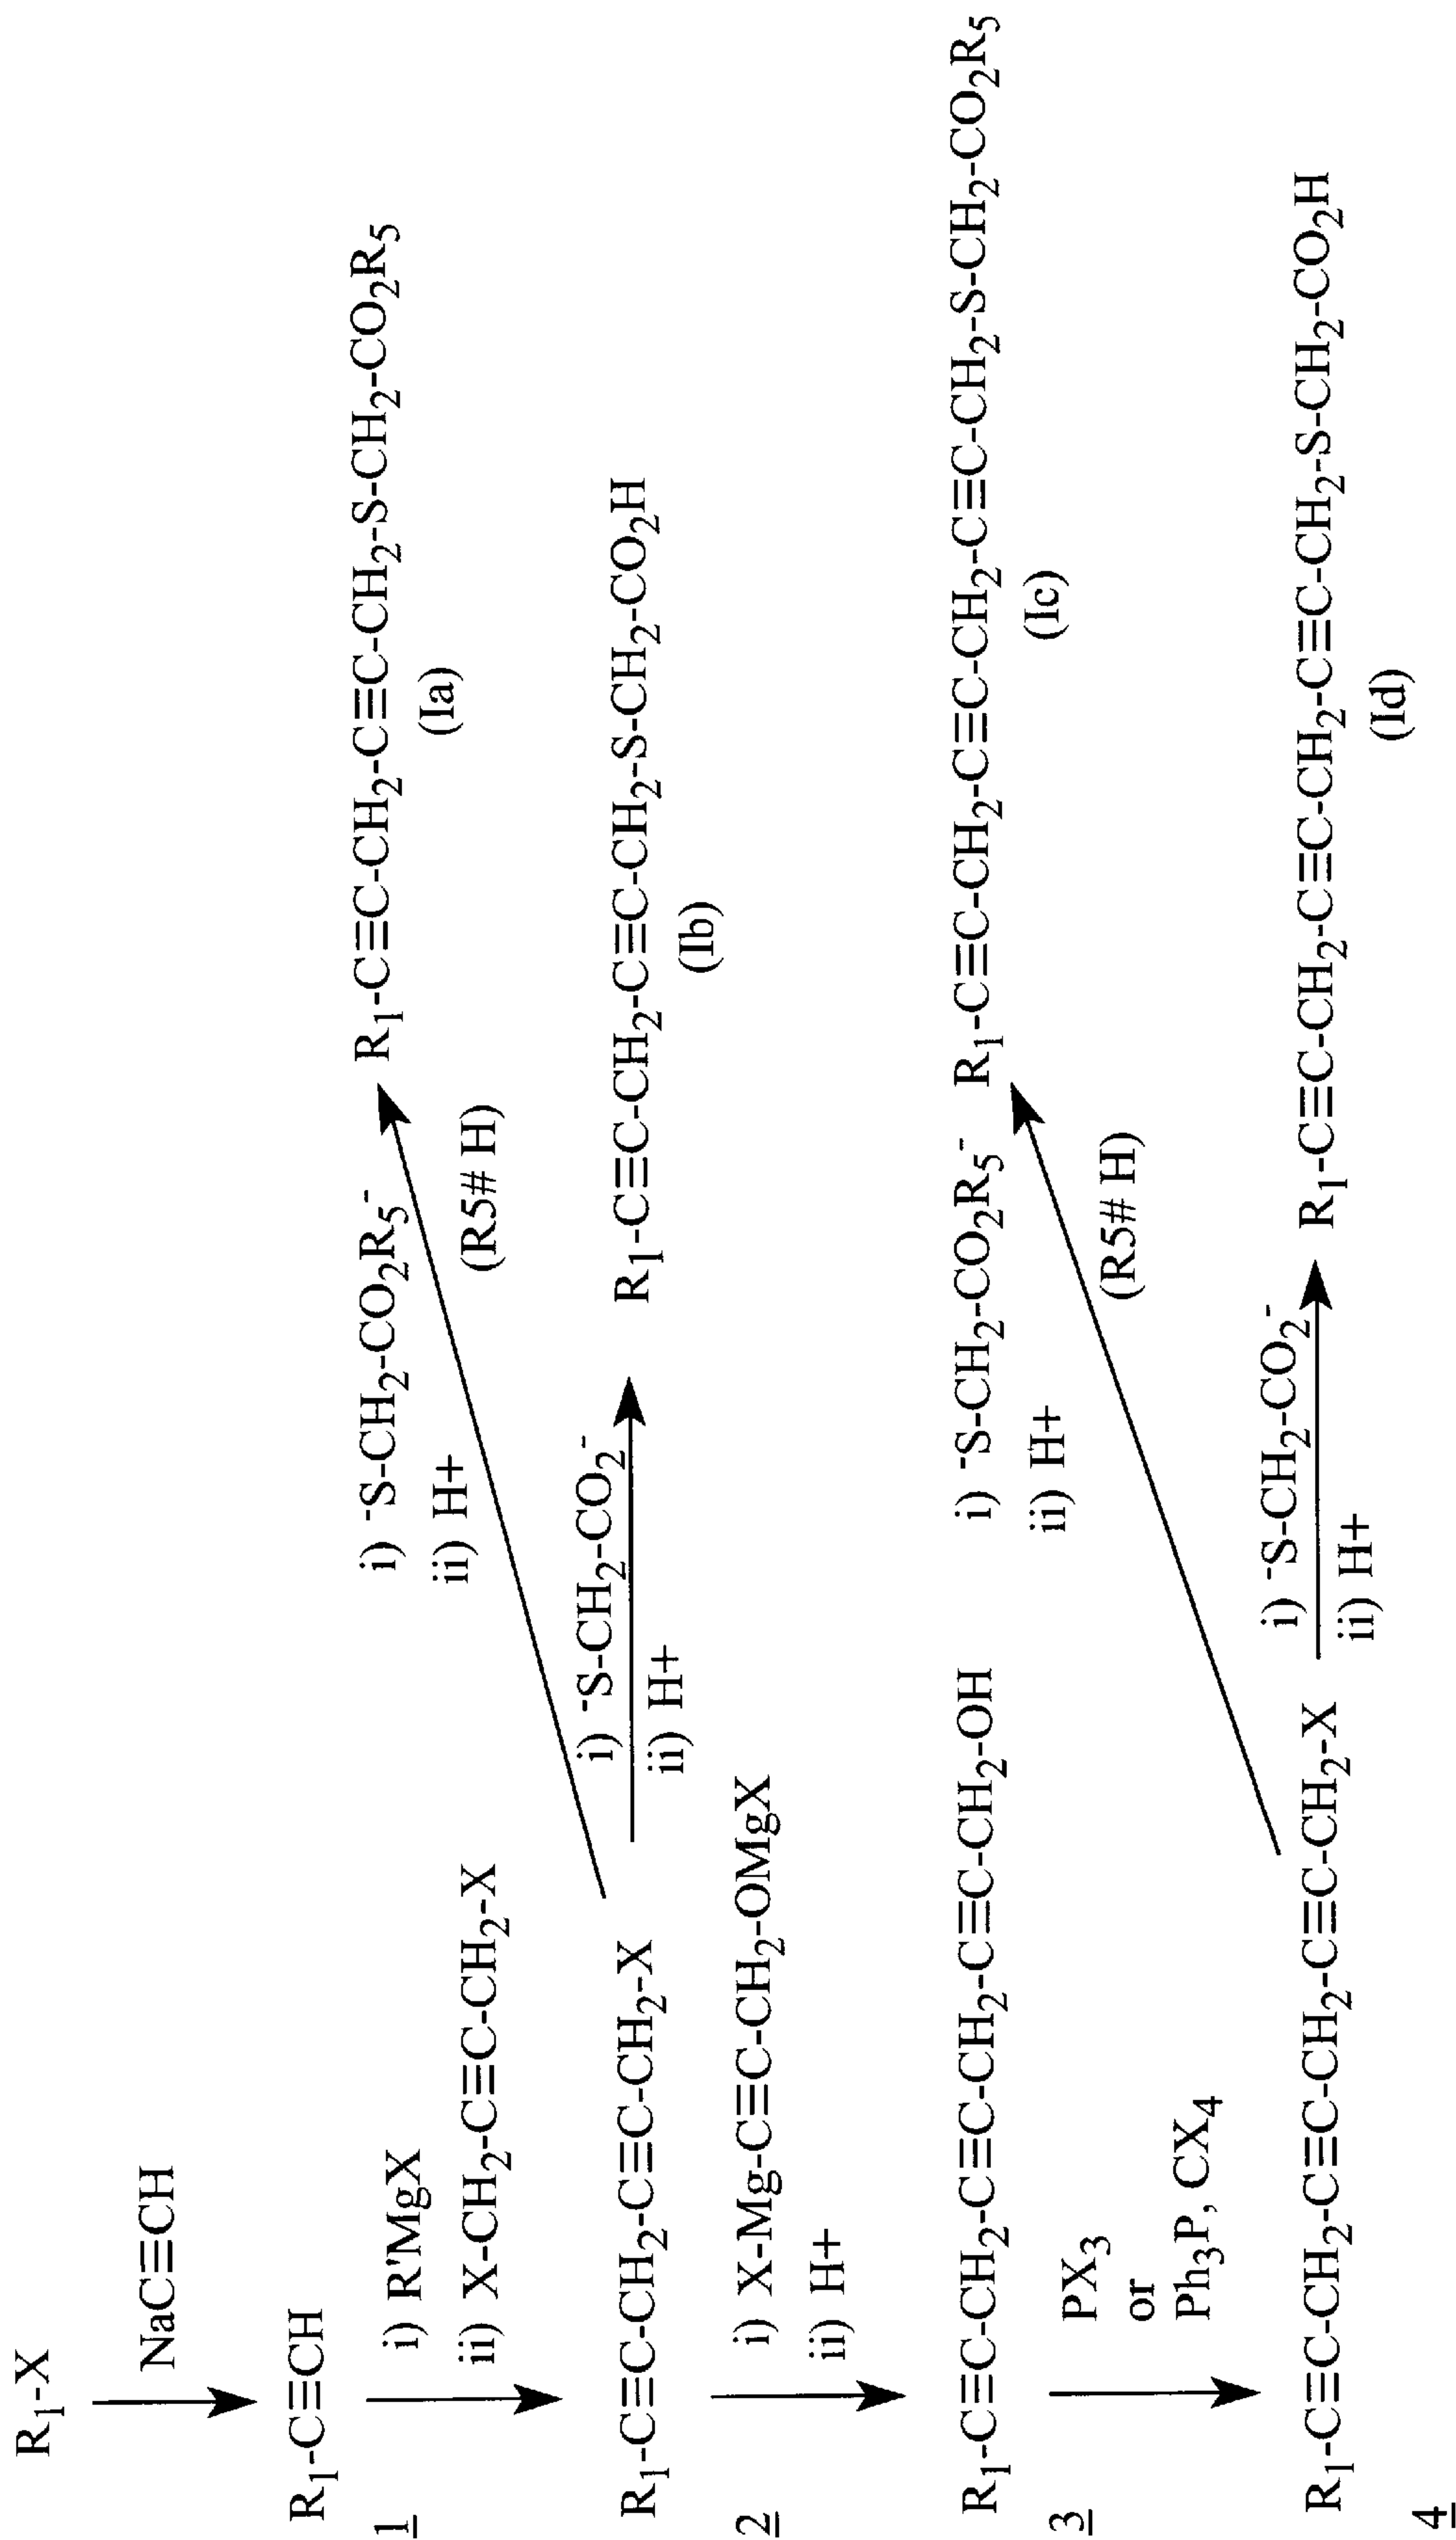 R₁-X
NaC≡CH
R₁-C≡CH
1
i) R'MgX
ii) X-CH₂-C≡C-CH₂-X
i) ⁻S-CH₂-CO₂R₅⁻
ii) H+
(R5# H)
R₁-C≡C-CH₂-C≡C-CH₂-S-CH₂-CO₂R₅
(Ia)
R₁-C≡C-CH₂-C≡C-CH₂-X
2
i) ⁻S-CH₂-CO₂⁻
ii) H+
R₁-C≡C-CH₂-C≡C-CH₂-S-CH₂-CO₂H
(Ib)
i) X-Mg-C≡C-CH₂-OMgX
ii) H+
R₁-C≡C-CH₂-C≡C-CH₂-C≡C-CH₂-OH
3
i) ⁻S-CH₂-CO₂R₅⁻
ii) H+
(R5# H)
R₁-C≡C-CH₂-C≡C-CH₂-C≡C-CH₂-S-CH₂-CO₂R₅
(Ic)
PX₃
or
Ph₃P, CX₄
R₁-C≡C-CH₂-C≡C-CH₂-C≡C-CH₂-X
4
i) ⁻S-CH₂-CO₂⁻
ii) H+
R₁-C≡C-CH₂-C≡C-CH₂-C≡C-CH₂-S-CH₂-CO₂H
(Id)